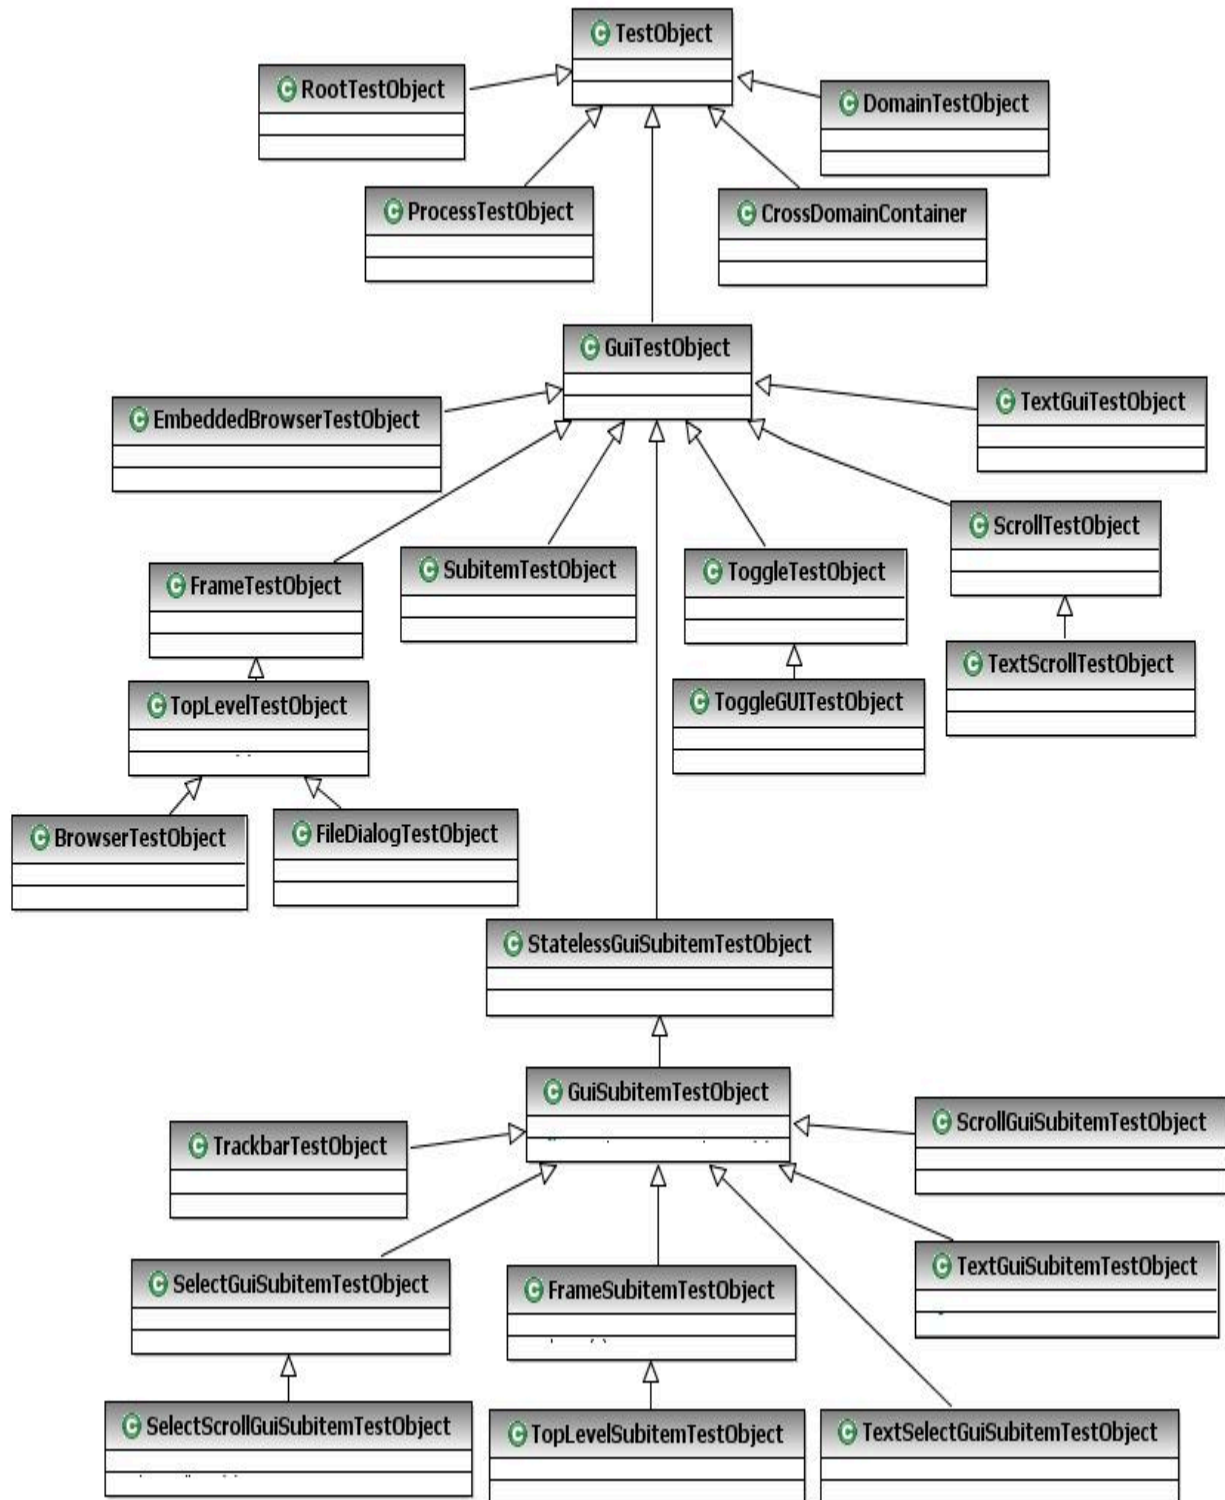 TestObject
RootTestObject
DomainTestObject
ProcessTestObject
CrossDomainContainer
GuiTestObject
EmbeddedBrowserTestObject
TextGuiTestObject
ScrollTestObject
SubitemTestObject
ToggleTestObject
FrameTestObject
TextScrollTestObject
TopLevelTestObject
ToggleGUITestObject
BrowserTestObject
FileDialogTestObject
StatelessGuiSubitemTestObject
GuiSubitemTestObject
ScrollGuiSubitemTestObject
TrackbarTestObject
TextGuiSubitemTestObject
SelectGuiSubitemTestObject
FrameSubitemTestObject
SelectScrollGuiSubitemTestObject
TopLevelSubitemTestObject
TextSelectGuiSubitemTestObject